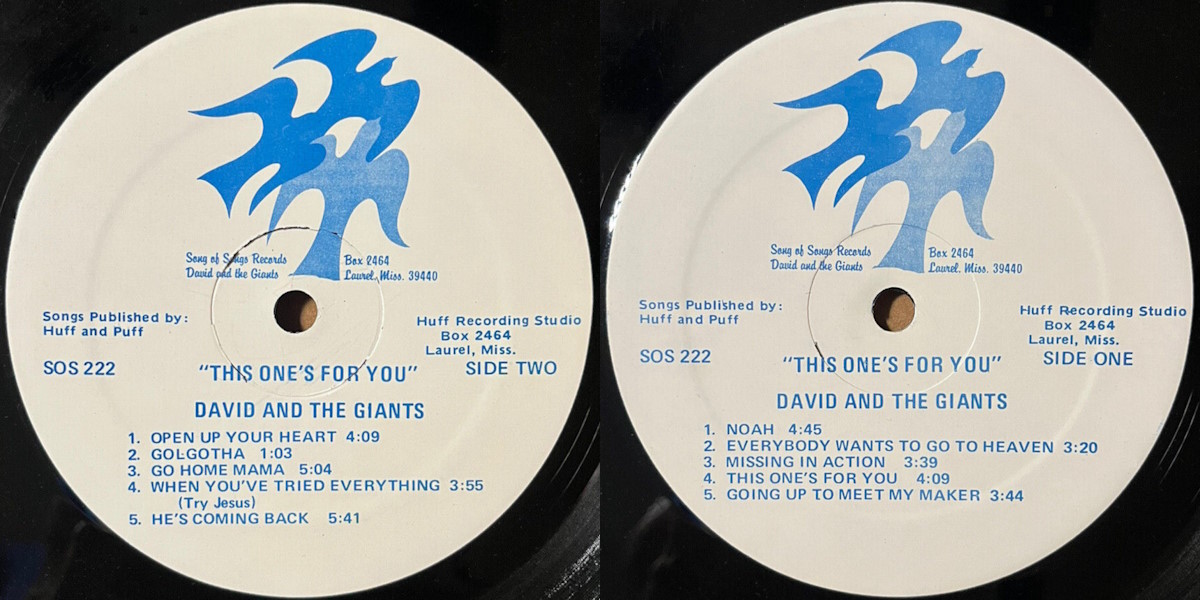 Song of Songs Records
David and the Giants
Box 2464
Laurel, Miss. 39440
Songs Published by:
Huff and Puff
Huff Recording Studio
Box 2464
Laurel, Miss.
SOS 222
SIDE TWO
"THIS ONE'S FOR YOU"
DAVID AND THE GIANTS
1. OPEN UP YOUR HEART 4:09
2. GOLGOTHA 1:03
3. GO HOME MAMA 5:04
4. WHEN YOU'VE TRIED EVERYTHING 3:55
(Try Jesus)
5. HE'S COMING BACK 5:41
Song of Songs Records
David and the Giants
Box 2464
Laurel, Miss. 39440
Songs Published by:
Huff and Puff
Huff Recording Studio
Box 2464
Laurel, Miss.
SOS 222
SIDE ONE
"THIS ONE'S FOR YOU"
DAVID AND THE GIANTS
1. NOAH 4:45
2. EVERYBODY WANTS TO GO TO HEAVEN 3:20
3. MISSING IN ACTION 3:39
4. THIS ONE'S FOR YOU 4:09
5. GOING UP TO MEET MY MAKER 3:44